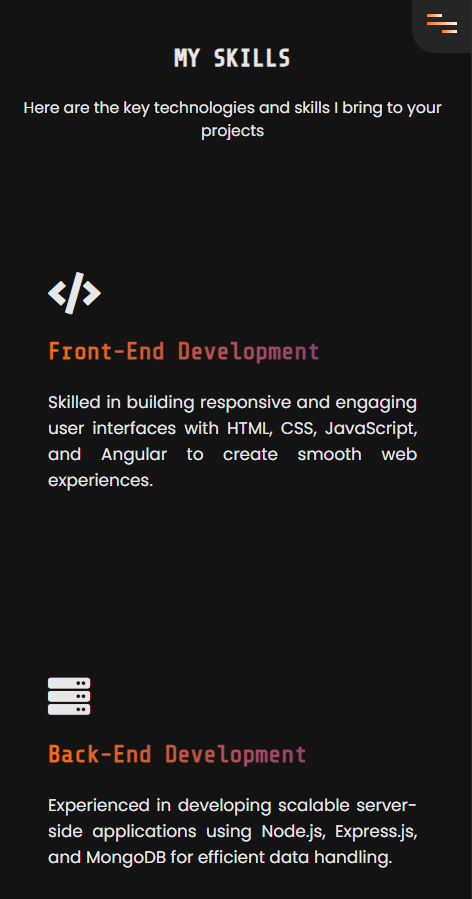 MY SKILLS
Here are the key technologies and skills I bring to your
projects
Front-End Development
Skilled in building responsive and engaging
user interfaces with HTML, CSS, JavaScript,
and Angular to create smooth web
experiences.
Back-End Development
Experienced in developing scalable server-
side applications using Node.js, Express.js,
and MongoDB for efficient data handling.